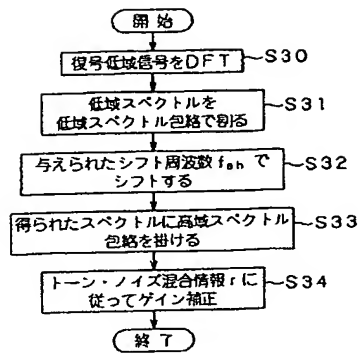 開始
復号低域信号をDFT
S30
低域スペクトルを
低域スペクトル包絡で割る
S31
与えられたシフト周波数 fsh で
シフトする
S32
得られたスペクトルに高域スペクトル
包絡を掛ける
S33
トーン・ノイズ混合情報 r に
従ってゲイン補正
S34
終了